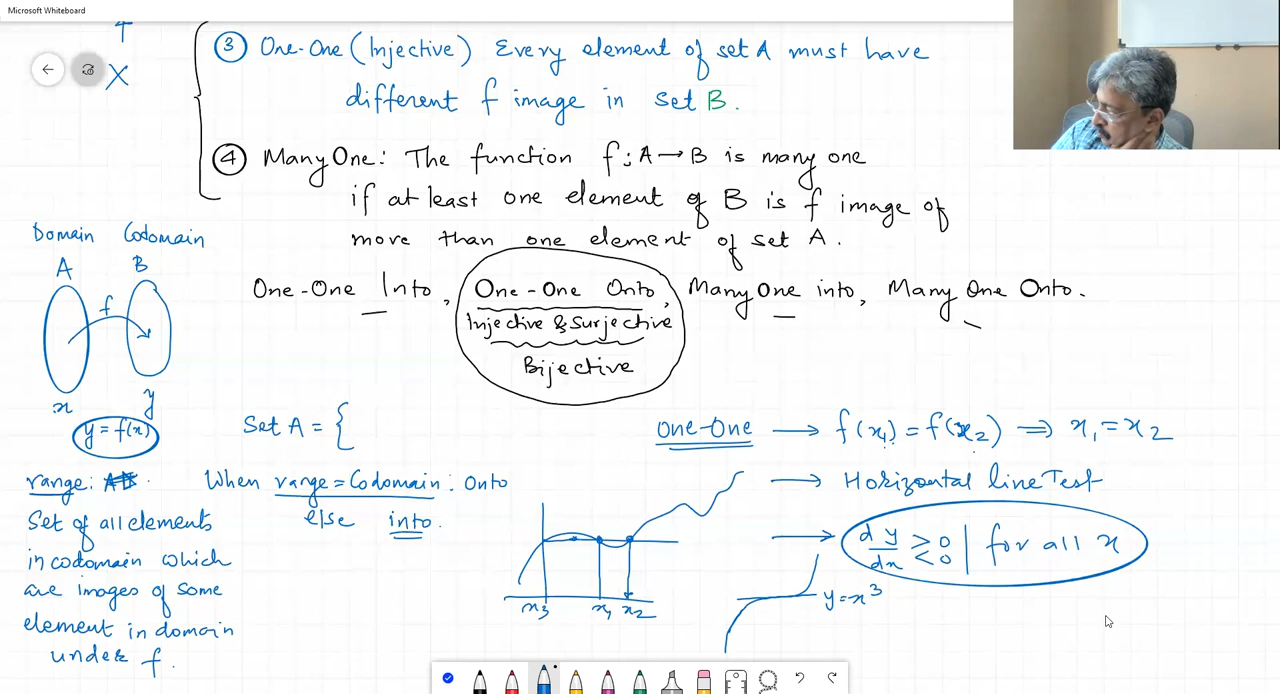 Microsoft Whiteboard
③ One-One (Injective) Every element of set A must have
different f image in set B.
X
④ Many One: The function f: A → B is many one
if at least one element of B is f image of
more than one element of set A.
Domain Codomain
A B
f
x y
y = f(x)
One-One Into, One-One Onto, Many One into, Many One Onto.
Injective & Surjective
Bijective
Set A = {
one-One → f(x₁) = f(x₂) ⇒ x₁ = x₂
range:
Set of all elements
in codomain which
are images of some
element in domain
under f.
When range = Codomain : Onto
else into.
→ Horizontal line Test
→ dy/dx ≥ 0 | for all x
< 0
x₃ x₁ x₂
y = x³